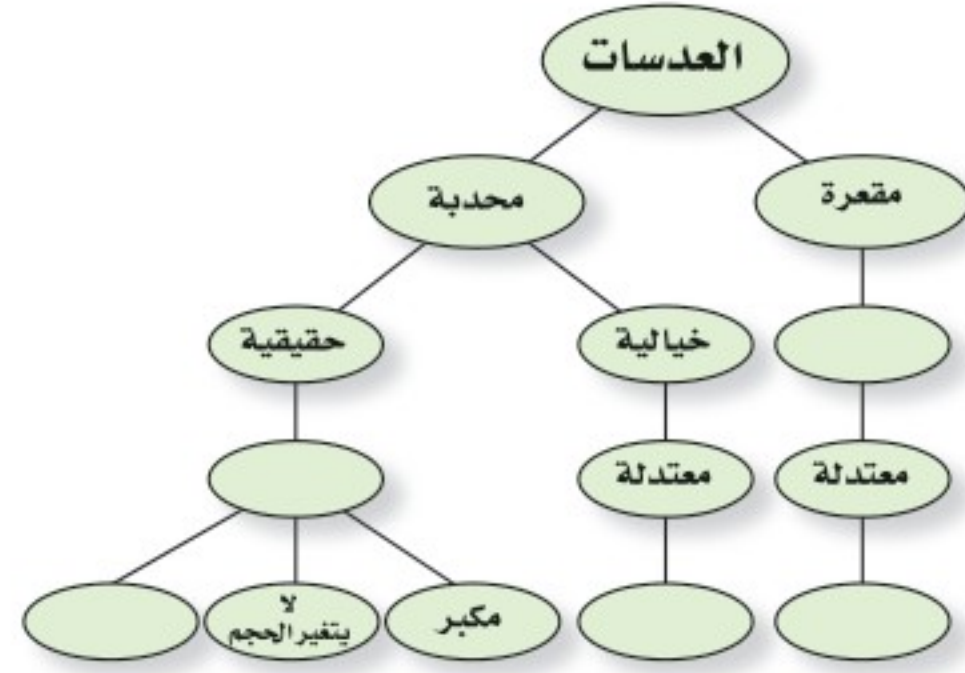 العدسات
مقعرة
محدبة
خيالية
حقيقية
معتدلة
معتدلة
مكبر
لا
يتغير الحجم